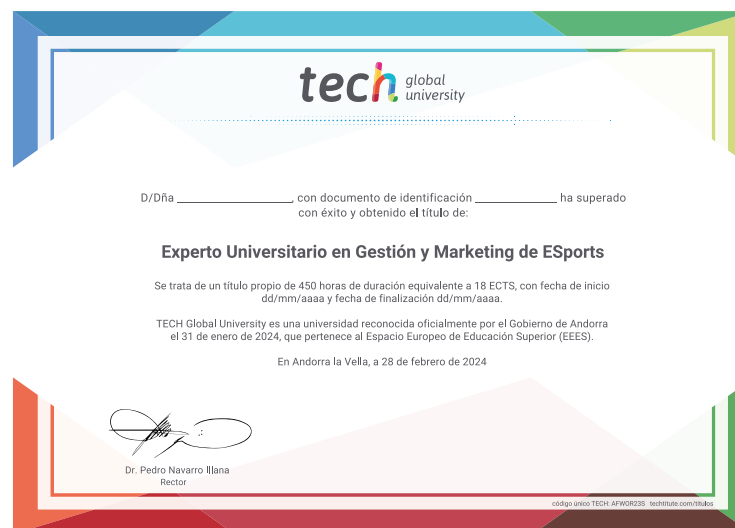 tech global university
D/Dña ____________________, con documento de identificación ______________ ha superado
con éxito y obtenido el título de:
Experto Universitario en Gestión y Marketing de ESports
Se trata de un título propio de 450 horas de duración equivalente a 18 ECTS, con fecha de inicio
dd/mm/aaaa y fecha de finalización dd/mm/aaaa.
TECH Global University es una universidad reconocida oficialmente por el Gobierno de Andorra
el 31 de enero de 2024, que pertenece al Espacio Europeo de Educación Superior (EEES).
En Andorra la Vella, a 28 de febrero de 2024
Dr. Pedro Navarro Illana
Rector
código único TECH: AFWOR23S techtitute.com/titulos